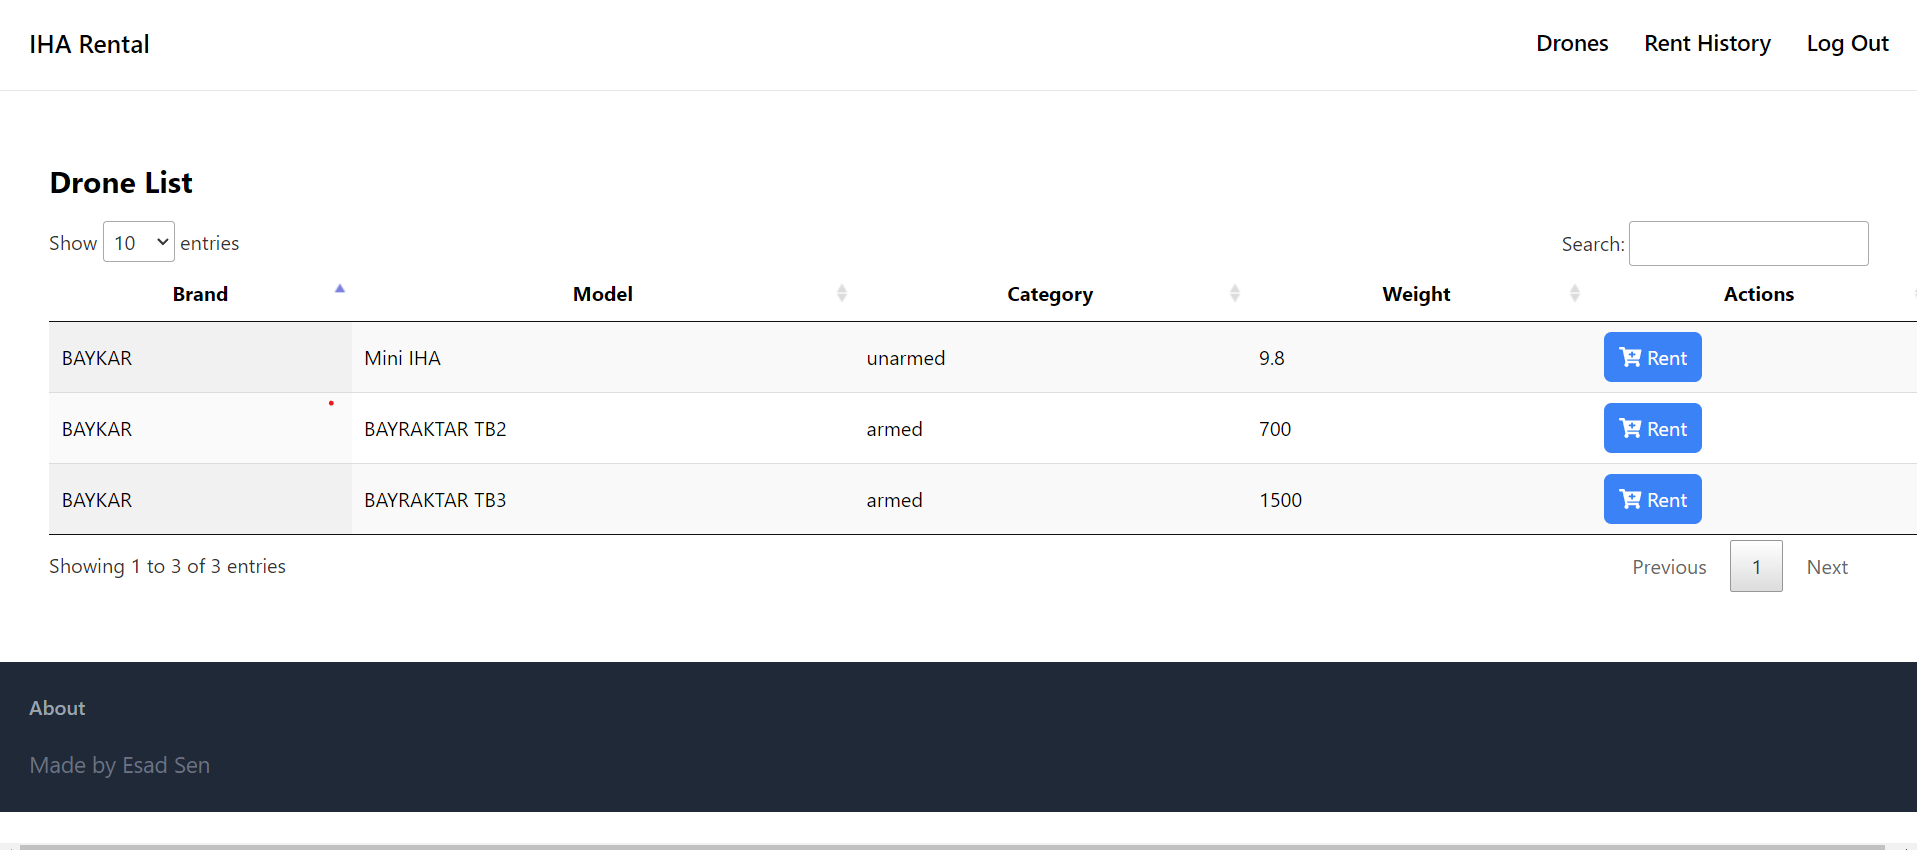 IHA Rental Drones Rent History Log Out
Drone List
Show 10 entries Search:
Brand Model Category Weight Actions
BAYKAR Mini IHA unarmed 9.8 Rent
BAYKAR BAYRAKTAR TB2 armed 700 Rent
BAYKAR BAYRAKTAR TB3 armed 1500 Rent
Showing 1 to 3 of 3 entries Previous 1 Next
About
Made by Esad Sen